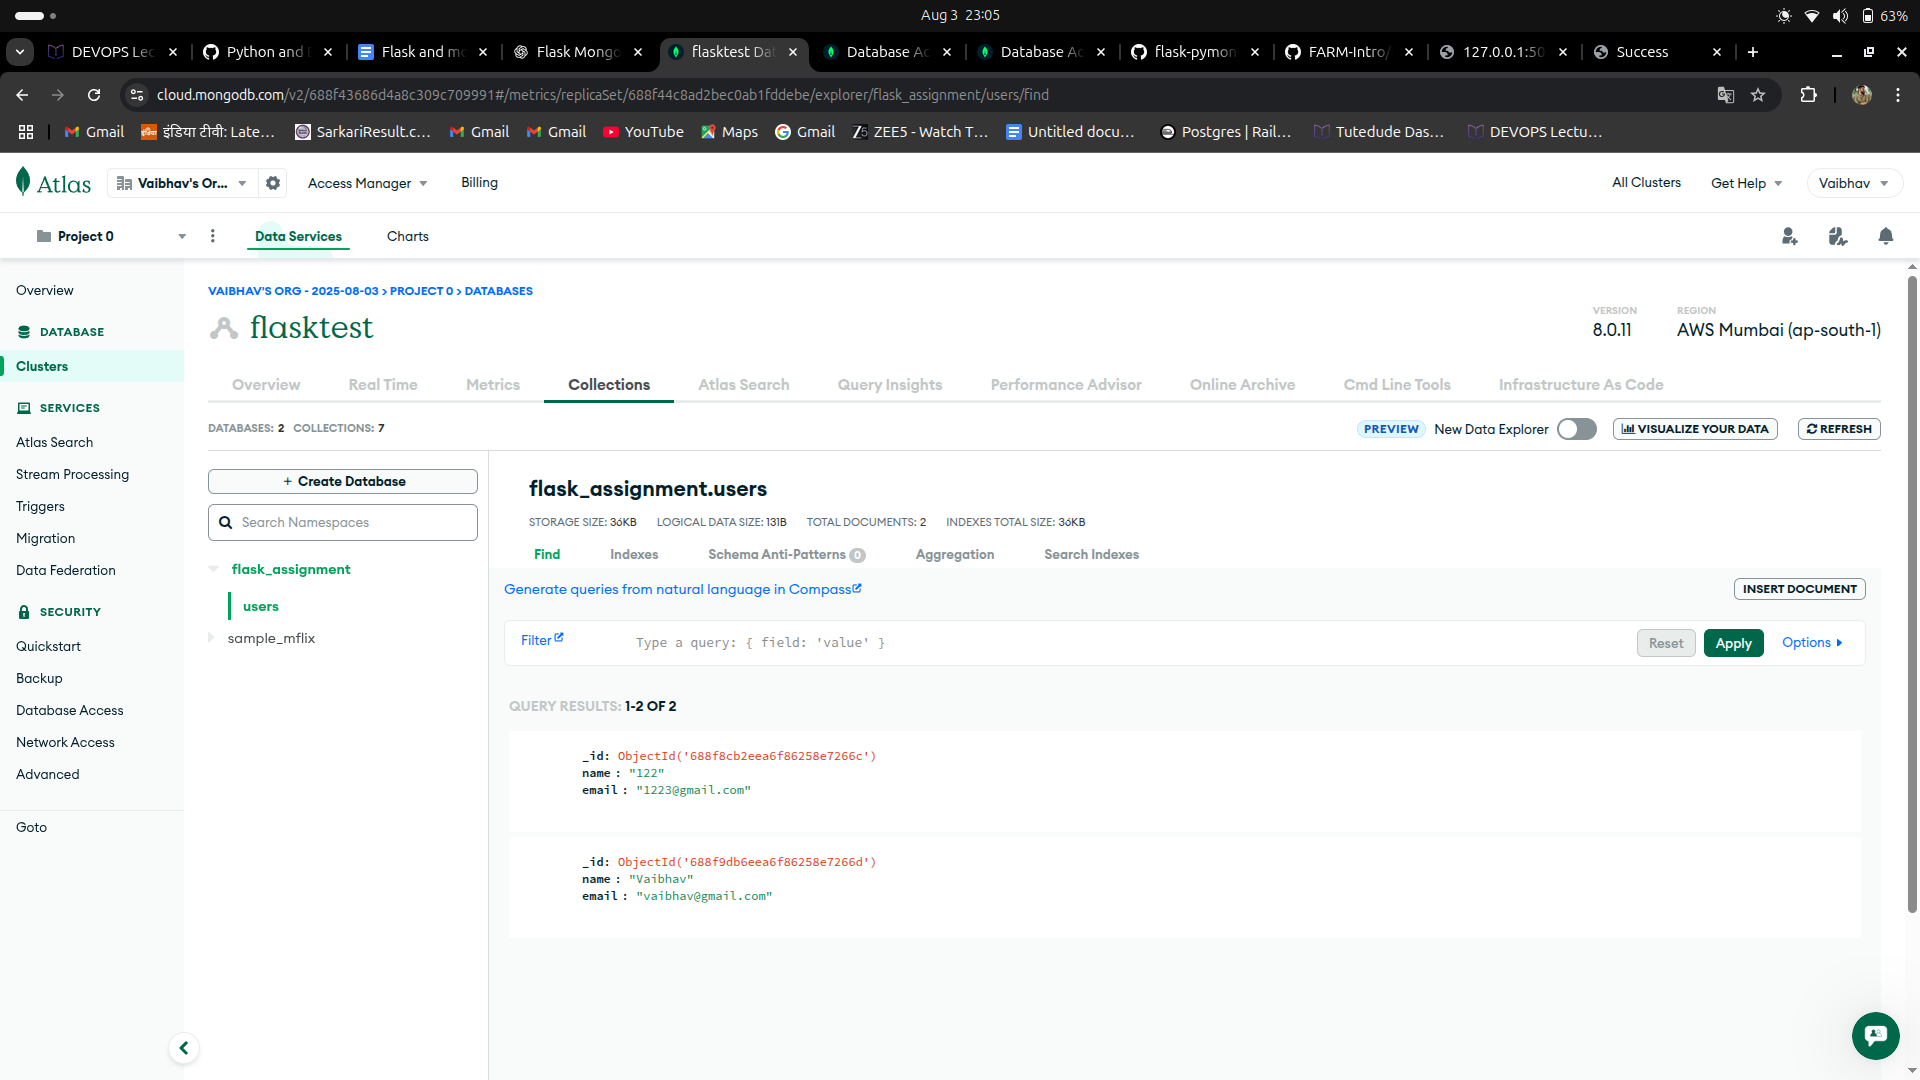 Aug 3 23:05
63%
DEVOPS Lec
Python and
Flask and mo
Flask Mongo
flasktest Dat
Database Ac
Database Ac
flask-pymon
FARM-Intro/
127.0.0.1:50
Success
cloud.mongodb.com/v2/688f43686d4a8c309c709991#/metrics/replicaSet/688f44c8ad2bec0ab1fddebe/explorer/flask_assignment/users/find
Gmail
इंडिया टीवी: Late...
SarkariResult.c...
Gmail
Gmail
YouTube
Maps
Gmail
ZEE5 - Watch T...
Untitled docu...
Postgres | Rail...
Tutedude Das...
DEVOPS Lectu...
Atlas
Vaibhav's Or...
Access Manager
Billing
All Clusters
Get Help
Vaibhav
Project 0
Data Services
Charts
Overview
DATABASE
Clusters
SERVICES
Atlas Search
Stream Processing
Triggers
Migration
Data Federation
SECURITY
Quickstart
Backup
Database Access
Network Access
Advanced
Goto
VAIBHAV'S ORG - 2025-08-03 > PROJECT 0 > DATABASES
flasktest
VERSION
8.0.11
REGION
AWS Mumbai (ap-south-1)
Overview
Real Time
Metrics
Collections
Atlas Search
Query Insights
Performance Advisor
Online Archive
Cmd Line Tools
Infrastructure As Code
DATABASES: 2 COLLECTIONS: 7
PREVIEW
New Data Explorer
VISUALIZE YOUR DATA
REFRESH
+ Create Database
Search Namespaces
flask_assignment
users
sample_mflix
flask_assignment.users
STORAGE SIZE: 36KB LOGICAL DATA SIZE: 131B TOTAL DOCUMENTS: 2 INDEXES TOTAL SIZE: 36KB
Find
Indexes
Schema Anti-Patterns 0
Aggregation
Search Indexes
Generate queries from natural language in Compass
INSERT DOCUMENT
Filter
Type a query: { field: 'value' }
Reset
Apply
Options
QUERY RESULTS: 1-2 OF 2
_id: ObjectId('688f8cb2eea6f86258e7266c')
name : "122"
email : "1223@gmail.com"
_id: ObjectId('688f9db6eea6f86258e7266d')
name : "Vaibhav"
email : "vaibhav@gmail.com"